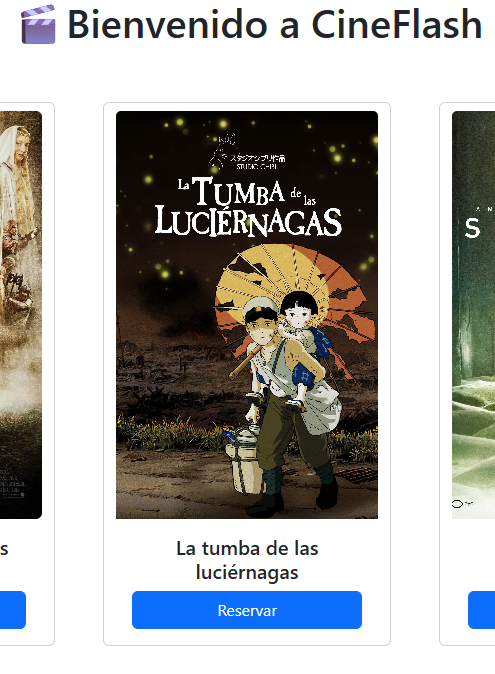 Bienvenido a CineFlash
スタジオジブリ作品
STUDIO GHIBLI
La TUMBA de las
LUCIÉRNAGAS
S
s
La tumba de las
luciérnagas
Reservar